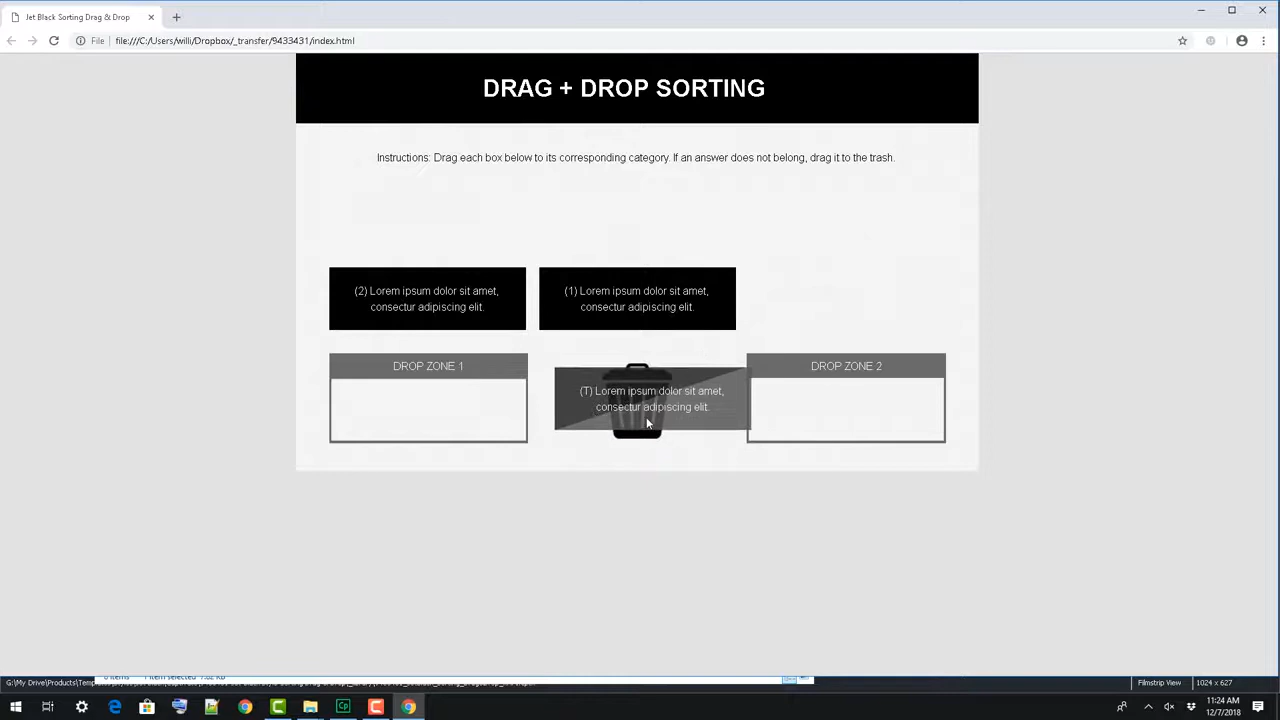 Jet Black Sorting Drag & Drop
File
file:///C:/Users/willi/Dropbox/_transfer/9433431/index.html
DRAG + DROP SORTING
Instructions: Drag each box below to its corresponding category. If an answer does not belong, drag it to the trash.
(2) Lorem ipsum dolor sit amet,
consectur adipiscing elit.
(1) Lorem ipsum dolor sit amet,
consectur adipiscing elit.
DROP ZONE 1
(T) Lorem ipsum dolor sit amet,
consectur adipiscing elit.
DROP ZONE 2
Filmstrip View
1024 x 627
Cp
11:24 AM
12/7/2018